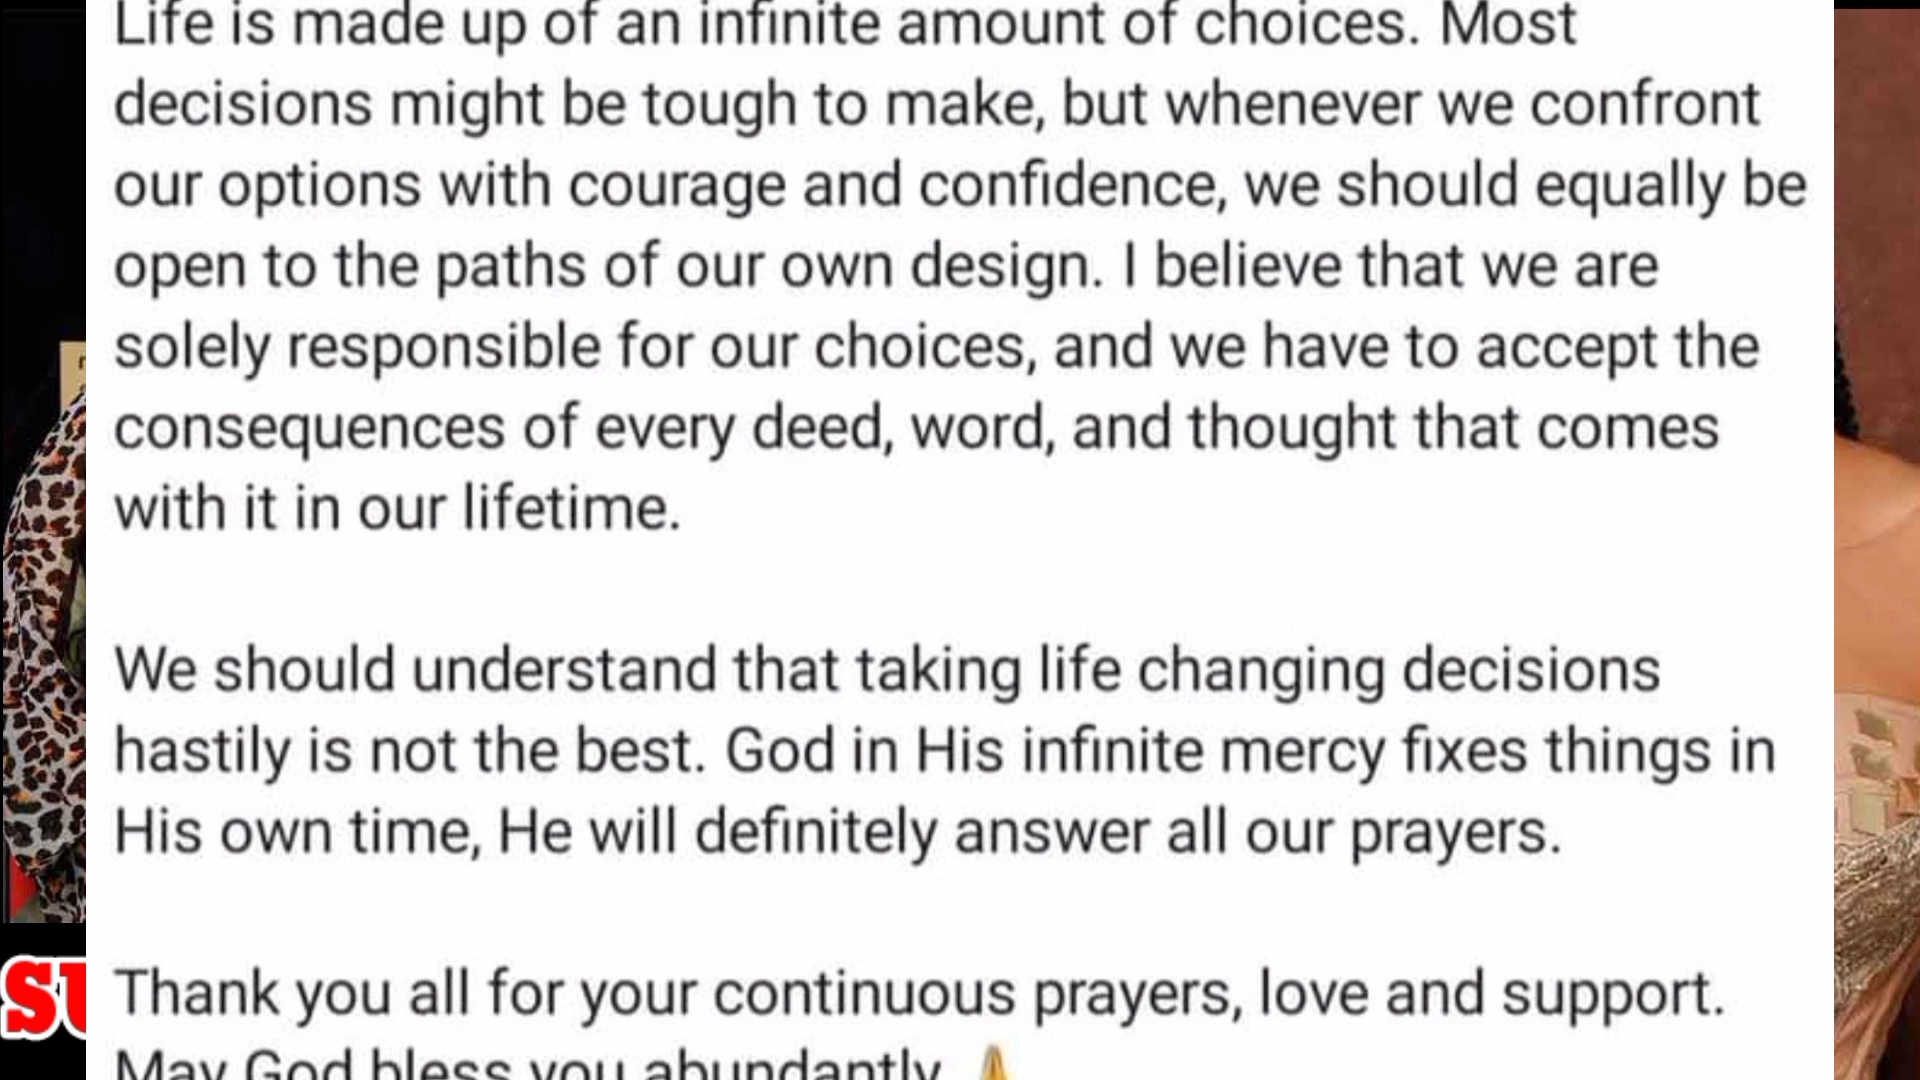 Life is made up of an infinite amount of choices. Most
decisions might be tough to make, but whenever we confront
our options with courage and confidence, we should equally be
open to the paths of our own design. I believe that we are
solely responsible for our choices, and we have to accept the
consequences of every deed, word, and thought that comes
with it in our lifetime.
We should understand that taking life changing decisions
hastily is not the best. God in His infinite mercy fixes things in
His own time, He will definitely answer all our prayers.
Thank you all for your continuous prayers, love and support.
May God bless you abundantly 🙏